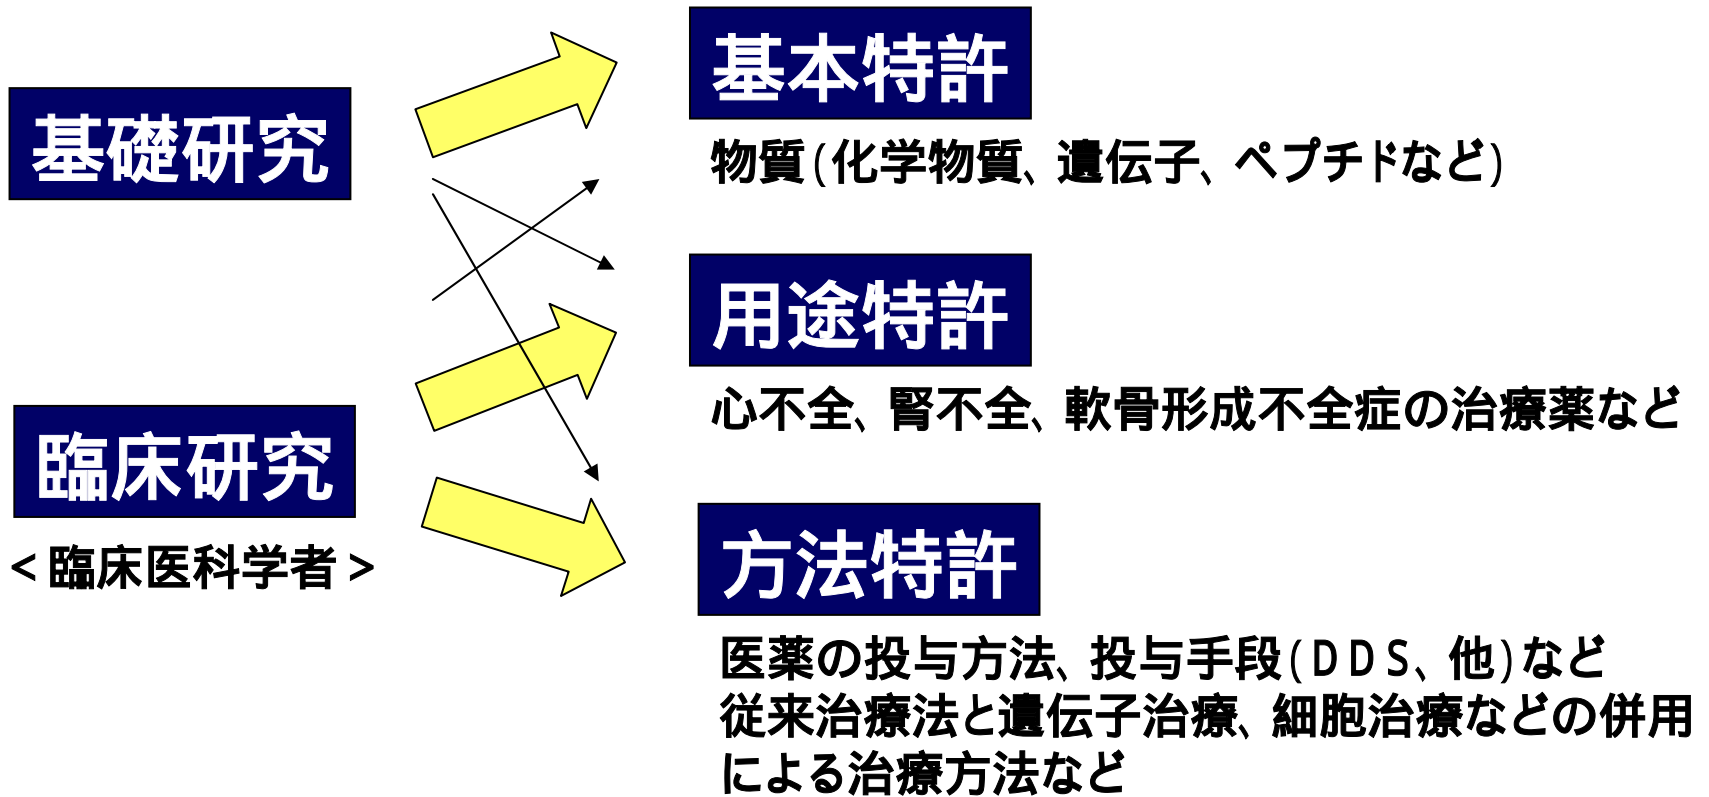 基礎研究
臨床研究
<臨床医科学者>
基本特許
物質(化学物質、遺伝子、ペプチドなど)
用途特許
心不全、腎不全、軟骨形成不全症の治療薬など
方法特許
医薬の投与方法、投与手段(DDS、他)など
従来治療法と遺伝子治療、細胞治療などの併用
による治療方法など